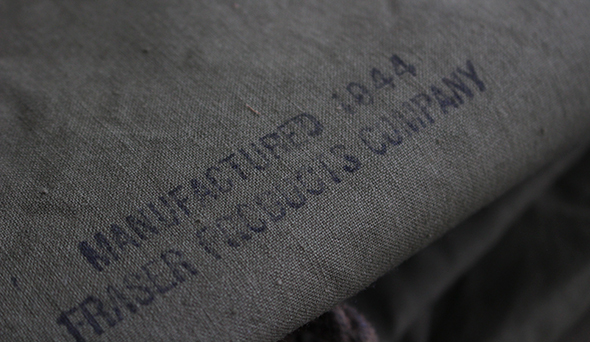 MANUFACTURED 1944
FRASER PRODUCTS COMPANY